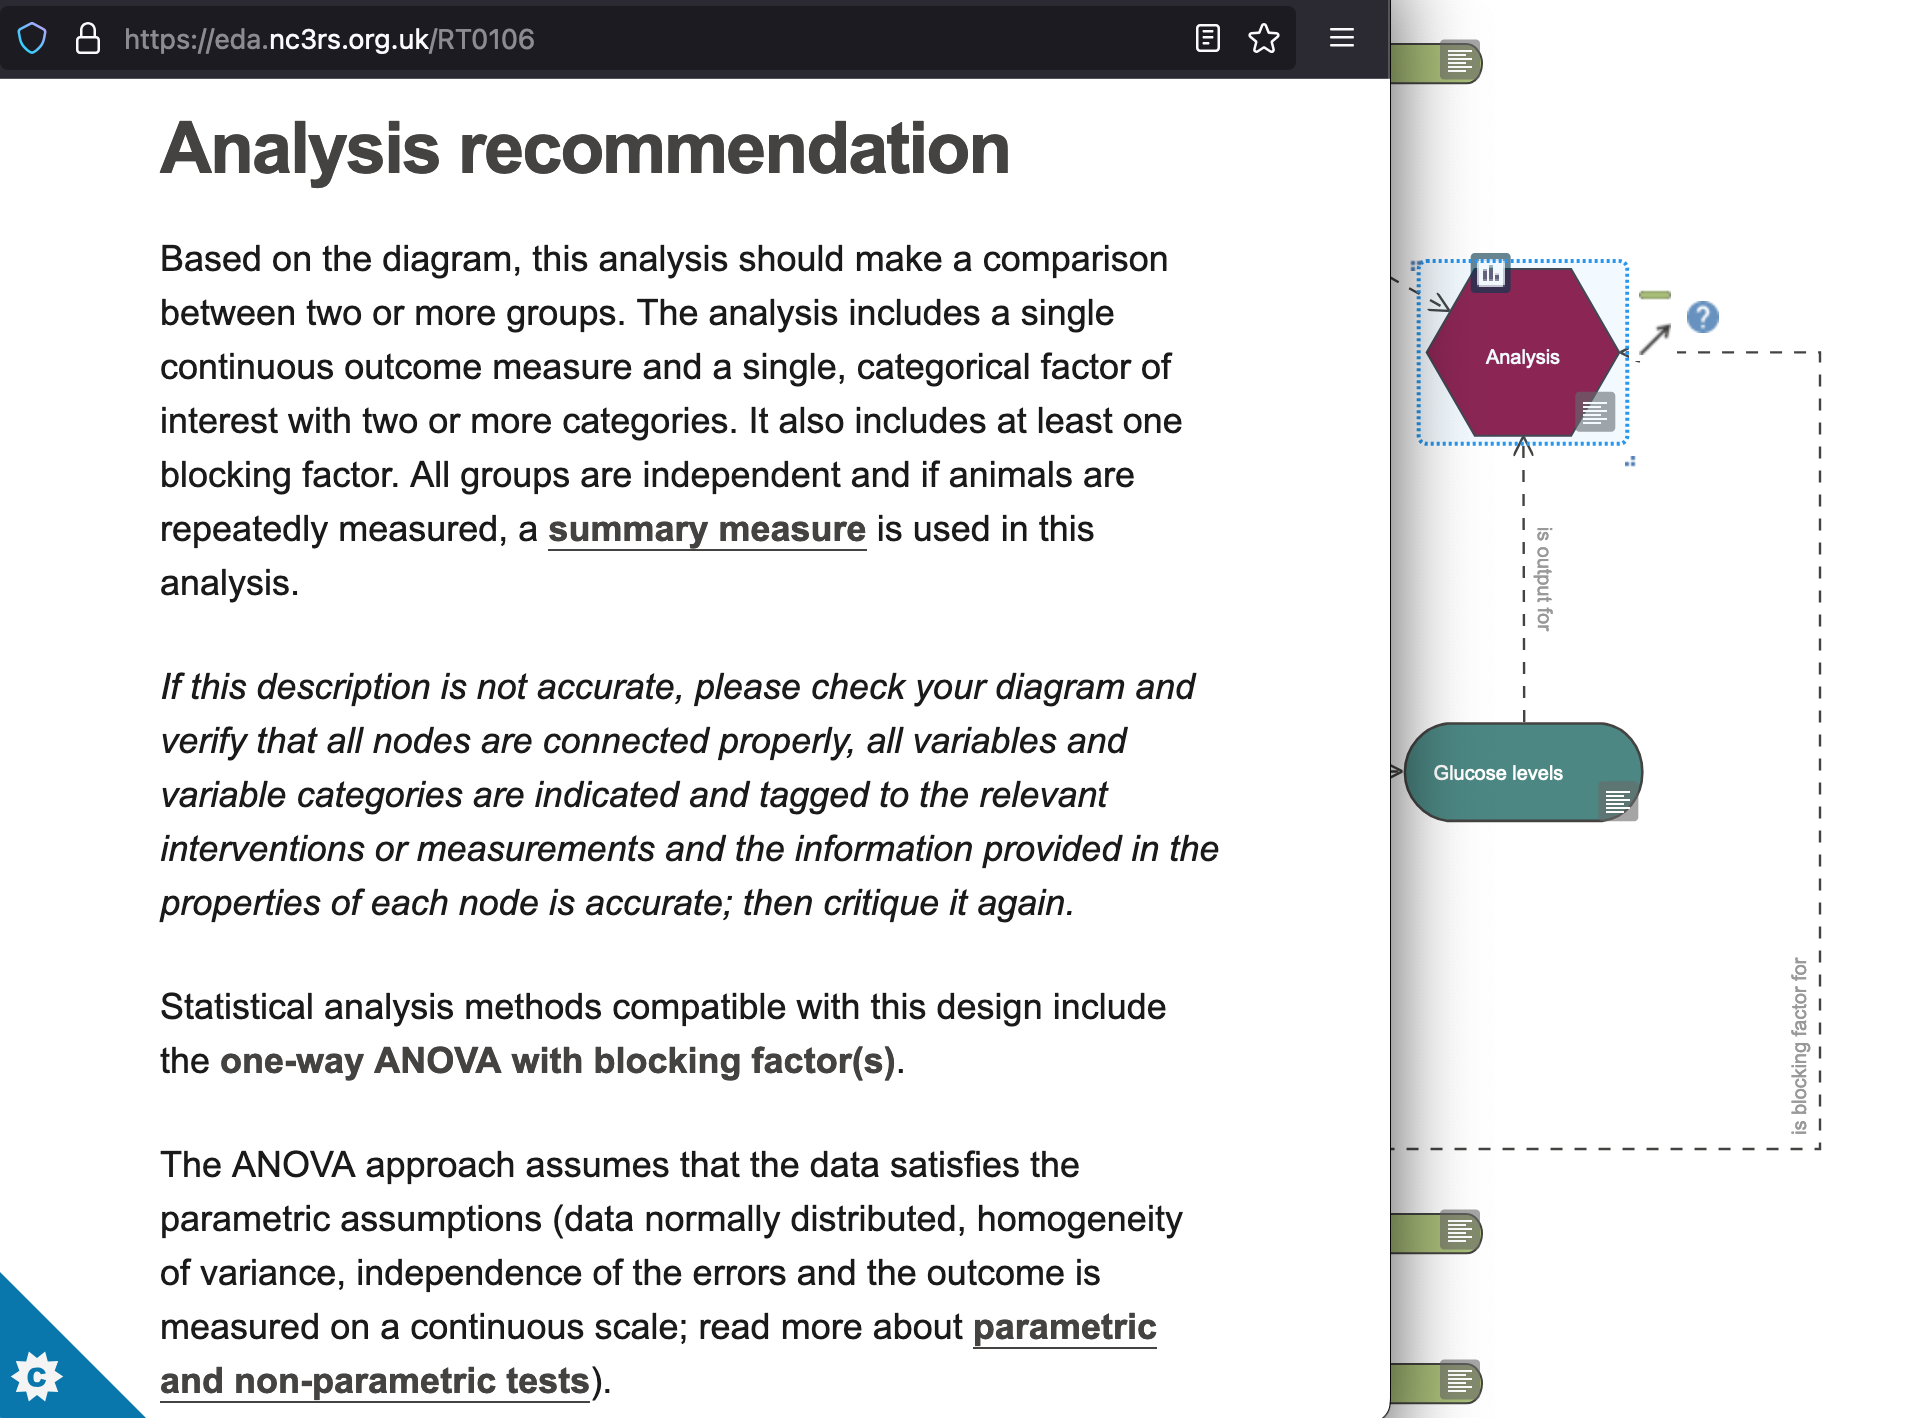 https://eda.nc3rs.org.uk/RT0106
Analysis recommendation
Based on the diagram, this analysis should make a comparison
between two or more groups. The analysis includes a single
continuous outcome measure and a single, categorical factor of
interest with two or more categories. It also includes at least one
blocking factor. All groups are independent and if animals are
repeatedly measured, a summary measure is used in this
analysis.
If this description is not accurate, please check your diagram and
verify that all nodes are connected properly, all variables and
variable categories are indicated and tagged to the relevant
interventions or measurements and the information provided in the
properties of each node is accurate; then critique it again.
Statistical analysis methods compatible with this design include
the one-way ANOVA with blocking factor(s).
The ANOVA approach assumes that the data satisfies the
parametric assumptions (data normally distributed, homogeneity
of variance, independence of the errors and the outcome is
measured on a continuous scale; read more about parametric
and non-parametric tests).
C
Analysis
?
is output for
Glucose levels
is blocking factor for